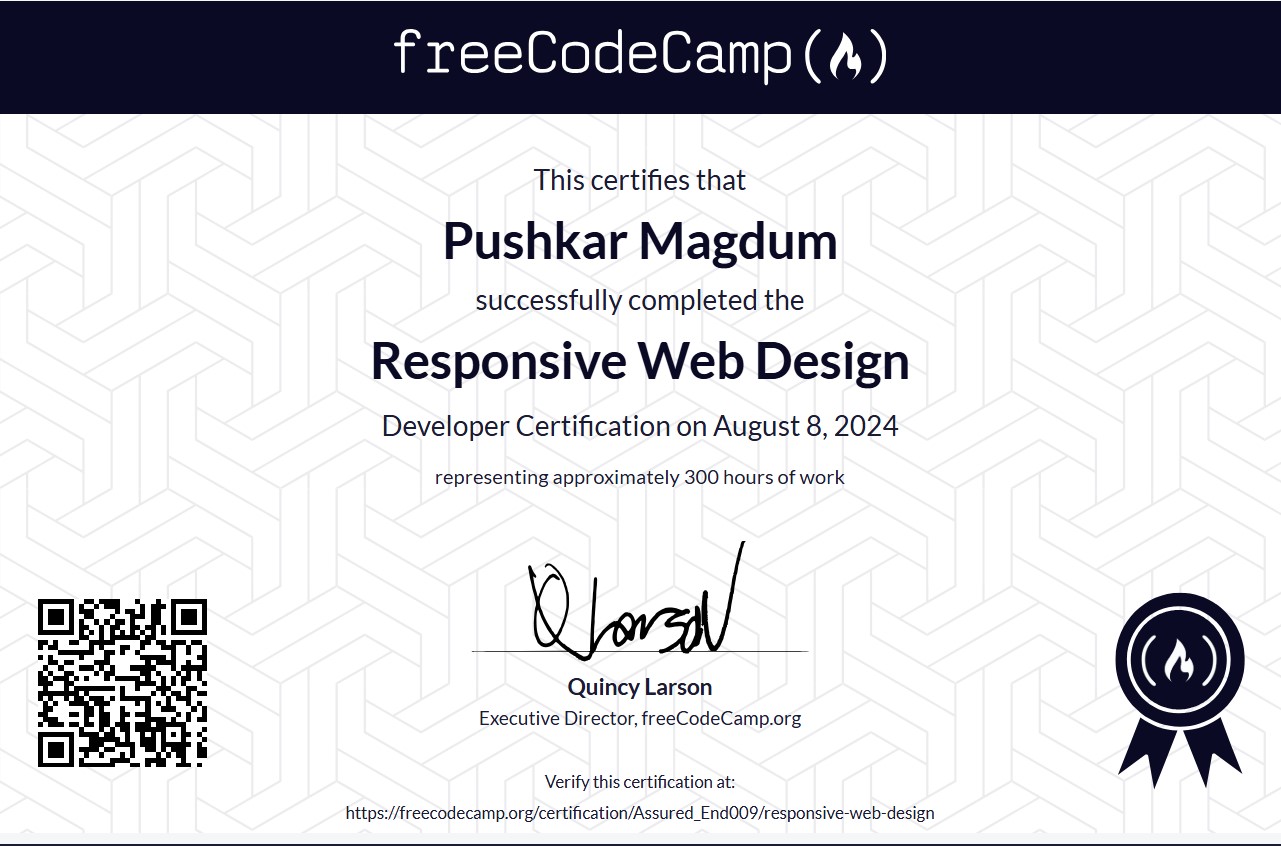 freeCodeCamp
This certifies that
Pushkar Magdum
successfully completed the
Responsive Web Design
Developer Certification on August 8, 2024
representing approximately 300 hours of work
Quincy Larson
Executive Director, freeCodeCamp.org
Verify this certification at:
https://freecodecamp.org/certification/Assured_End009/responsive-web-design